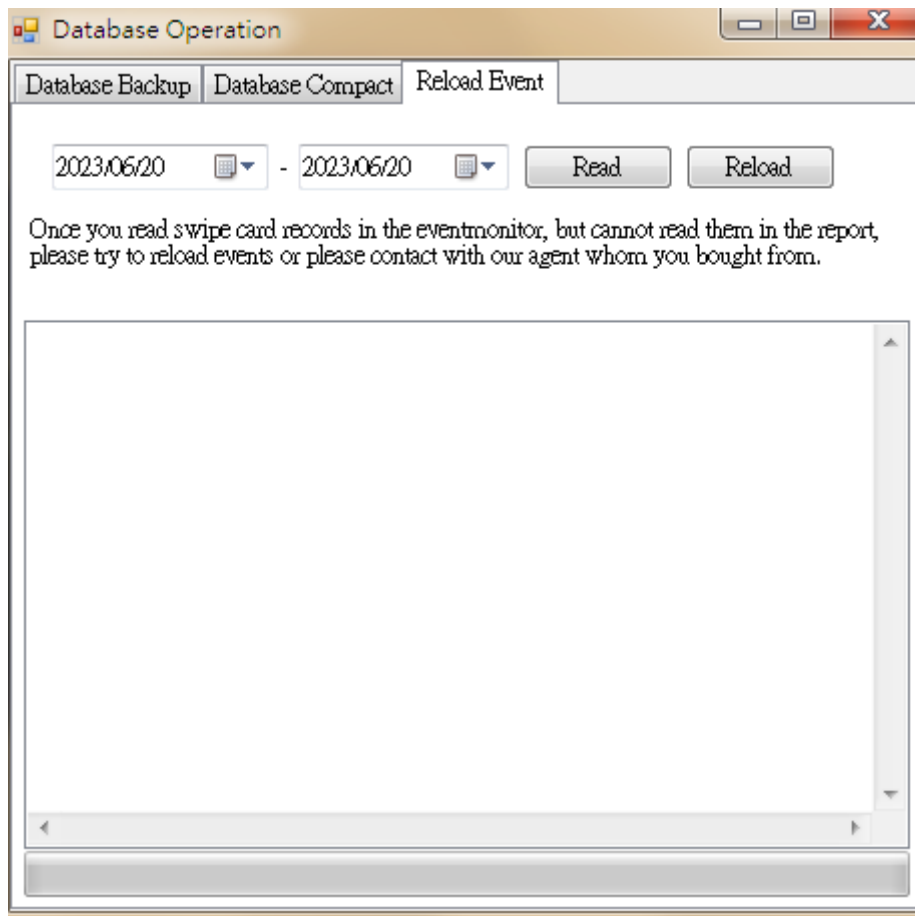 Database Operation
Database Backup Database Compact Reload Event
2023/06/20 - 2023/06/20 Read Reload
Once you read swipe card records in the eventmonitor, but cannot read them in the report,
please try to reload events or please contact with our agent whom you bought from.